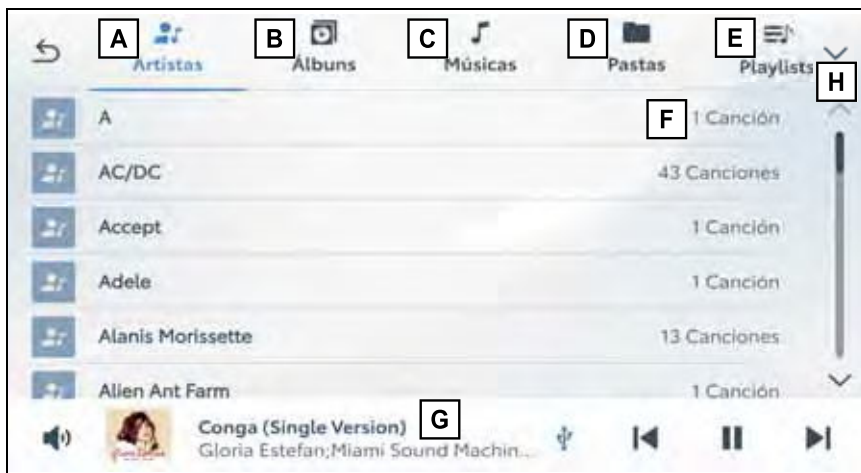 A B C D E
Artistas Álbuns Músicas Pastas Playlists
H
A F 1 Canción
AC/DC 43 Canciones
Accept 1 Canción
Adele 1 Canción
Alanis Morissette 13 Canciones
Alien Ant Farm 1 Canción
Conga (Single Version) G
Gloria Estefan;Miami Sound Machin...